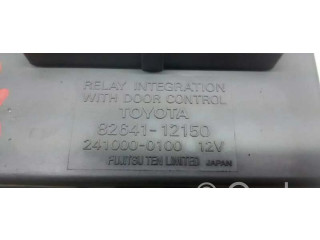 RELAY INTEGRATION
WITH DOOR CONTROL
TOYOTA
82641-12150
241000-0100 12V
FUJITSU TEN LIMITED JAPAN